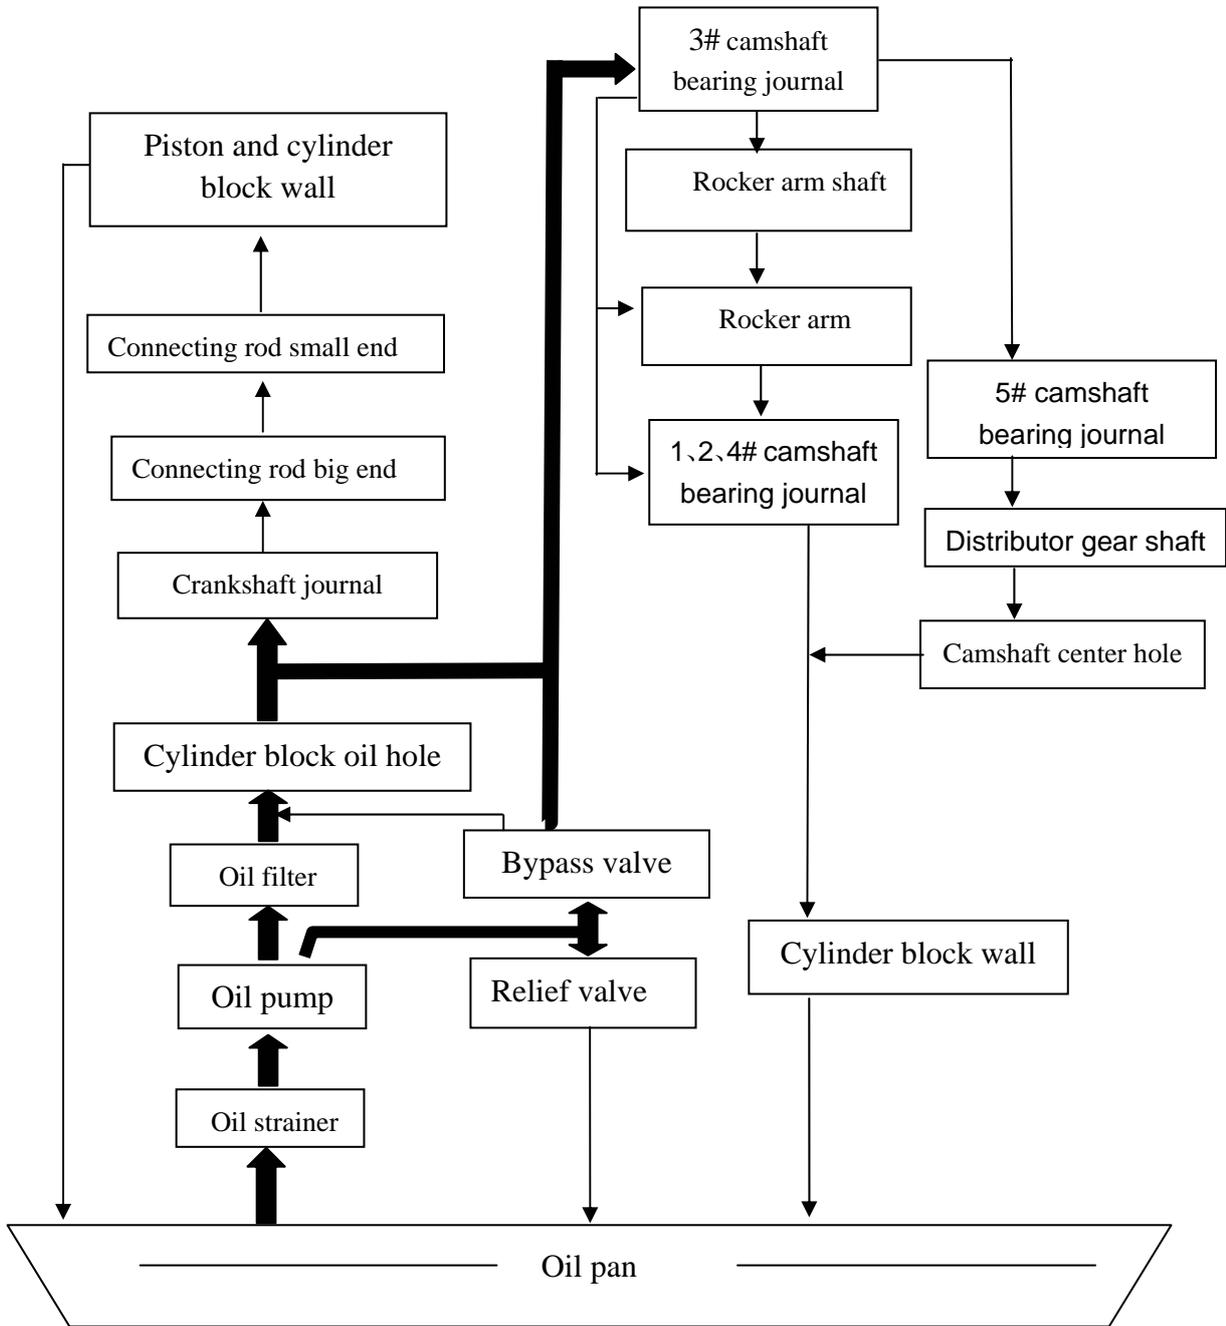 3# camshaft
bearing journal
Piston and cylinder
block wall
Rocker arm shaft
Connecting rod small end
Rocker arm
5# camshaft
bearing journal
Connecting rod big end
1、2、4# camshaft
bearing journal
Distributor gear shaft
Crankshaft journal
Camshaft center hole
Cylinder block oil hole
Bypass valve
Oil filter
Cylinder block wall
Oil pump
Relief valve
Oil strainer
Oil pan